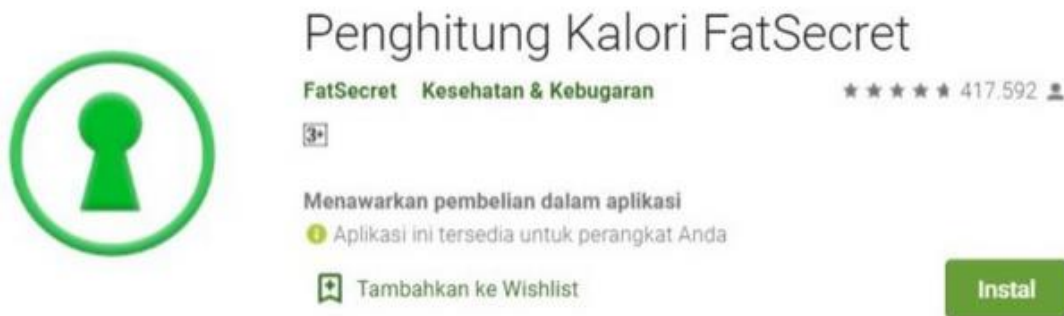 Penghitung Kalori FatSecret
FatSecret Kesehatan & Kebugaran 417.592
3+
Menawarkan pembelian dalam aplikasi
Aplikasi ini tersedia untuk perangkat Anda
Tambahkan ke Wishlist
Instal